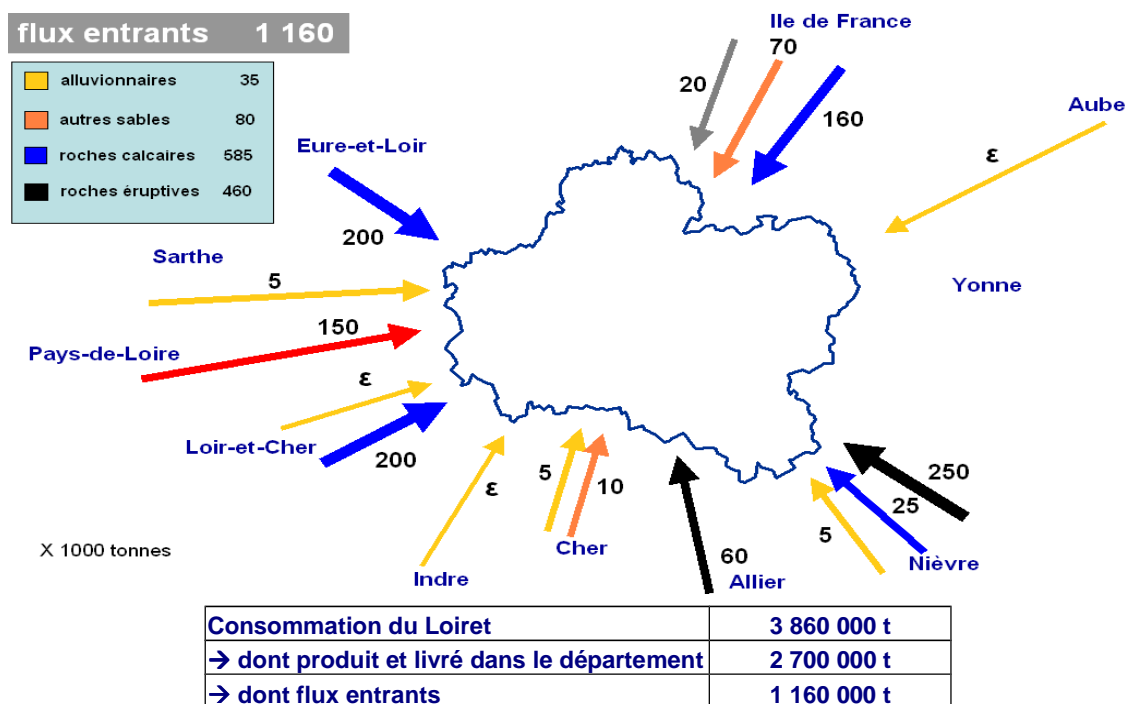 flux entrants 1 160
alluvionnaires 35
autres sables 80
roches calcaires 585
roches éruptives 460
Ile de France
70
20
160
Aube
ε
Eure-et-Loir
200
Sarthe
5
Yonne
150
Pays-de-Loire
ε
Loir-et-Cher
200
ε
Indre
5
10
Cher
60
Allier
250
25
5
Nièvre
X 1000 tonnes
Consommation du Loiret 3 860 000 t
→ dont produit et livré dans le département 2 700 000 t
→ dont flux entrants 1 160 000 t